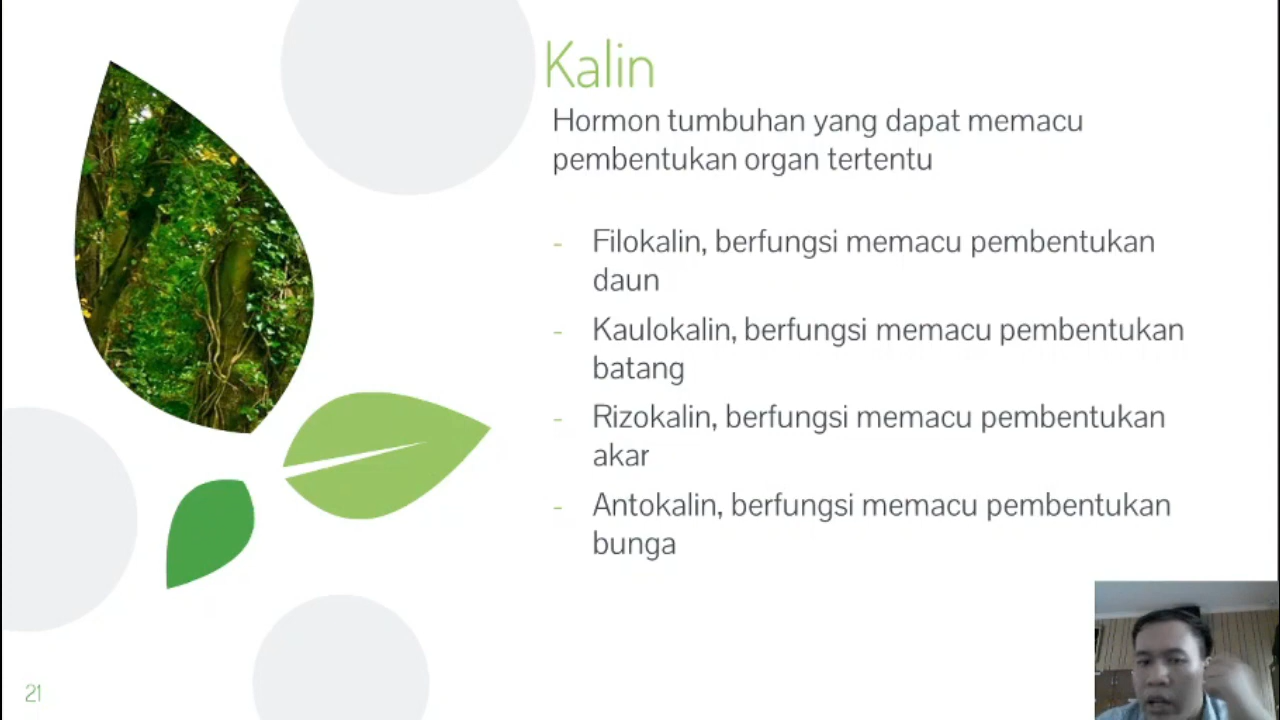 Kalin
Hormon tumbuhan yang dapat memacu
pembentukan organ tertentu
- Filokalin, berfungsi memacu pembentukan
daun
- Kaulokalin, berfungsi memacu pembentukan
batang
- Rizokalin, berfungsi memacu pembentukan
akar
- Antokalin, berfungsi memacu pembentukan
bunga
21